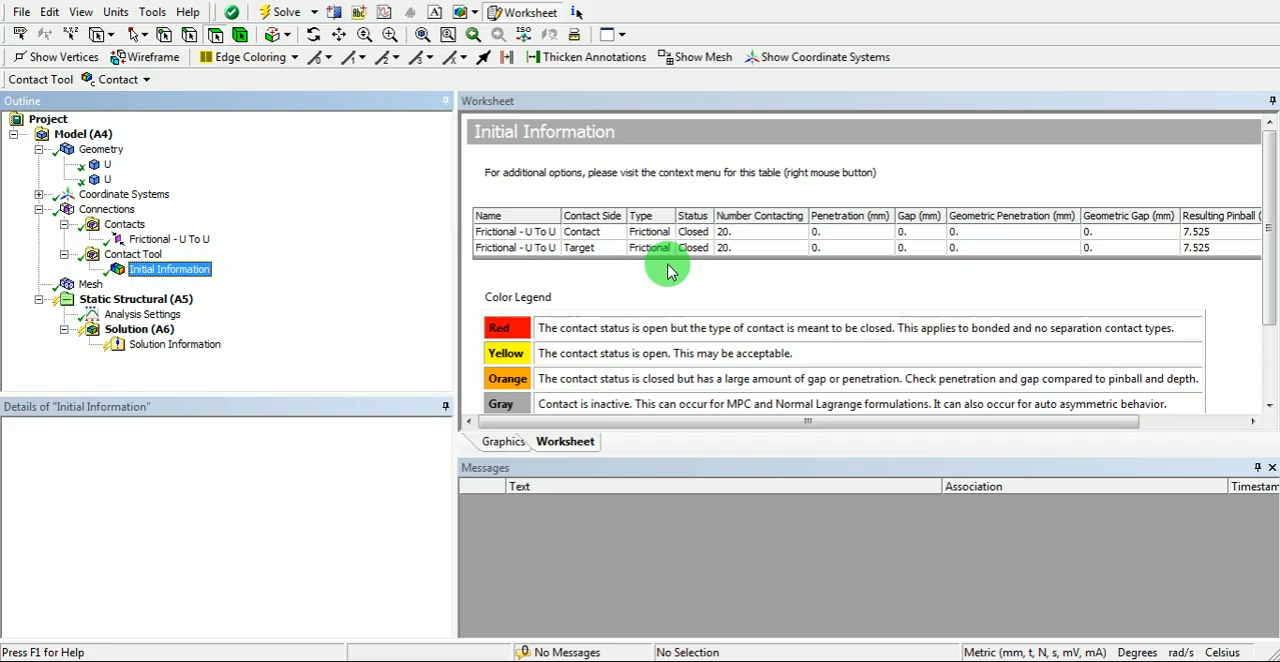 File Edit View Units Tools Help Solve Worksheet
Show Vertices Wireframe Edge Coloring Thicken Annotations Show Mesh Show Coordinate Systems
Contact Tool Contact
Outline
Project
Model (A4)
Geometry
U
U
Coordinate Systems
Connections
Contacts
Frictional - U To U
Contact Tool
Initial Information
Mesh
Static Structural (A5)
Analysis Settings
Solution (A6)
Solution Information
Details of "Initial Information"
Worksheet
Initial Information
For additional options, please visit the context menu for this table (right mouse button)
Name Contact Side Type Status Number Contacting Penetration (mm) Gap (mm) Geometric Penetration (mm) Geometric Gap (mm) Resulting Pinball (
Frictional - U To U Contact Frictional Closed 20. 0. 0. 0. 0. 7.525
Frictional - U To U Target Frictional Closed 20. 0. 0. 0. 0. 7.525
Color Legend
Red The contact status is open but the type of contact is meant to be closed. This applies to bonded and no separation contact types.
Yellow The contact status is open. This may be acceptable.
Orange The contact status is closed but has a large amount of gap or penetration. Check penetration and gap compared to pinball and depth.
Gray Contact is inactive. This can occur for MPC and Normal Lagrange formulations. It can also occur for auto asymmetric behavior.
Graphics Worksheet
Messages
Text Association Timestam
Press F1 for Help No Messages No Selection Metric (mm, t, N, s, mV, mA) Degrees rad/s Celsius